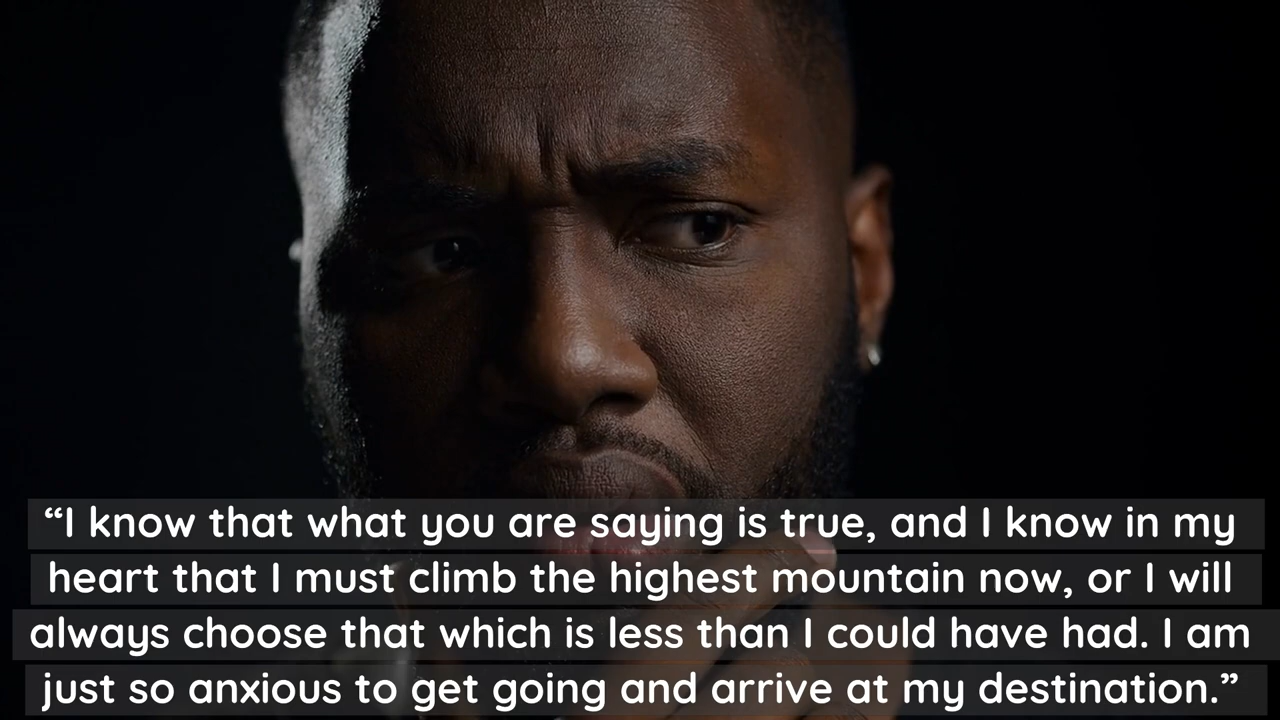 “I know that what you are saying is true, and I know in my
heart that I must climb the highest mountain now, or I will
always choose that which is less than I could have had. I am
just so anxious to get going and arrive at my destination.”